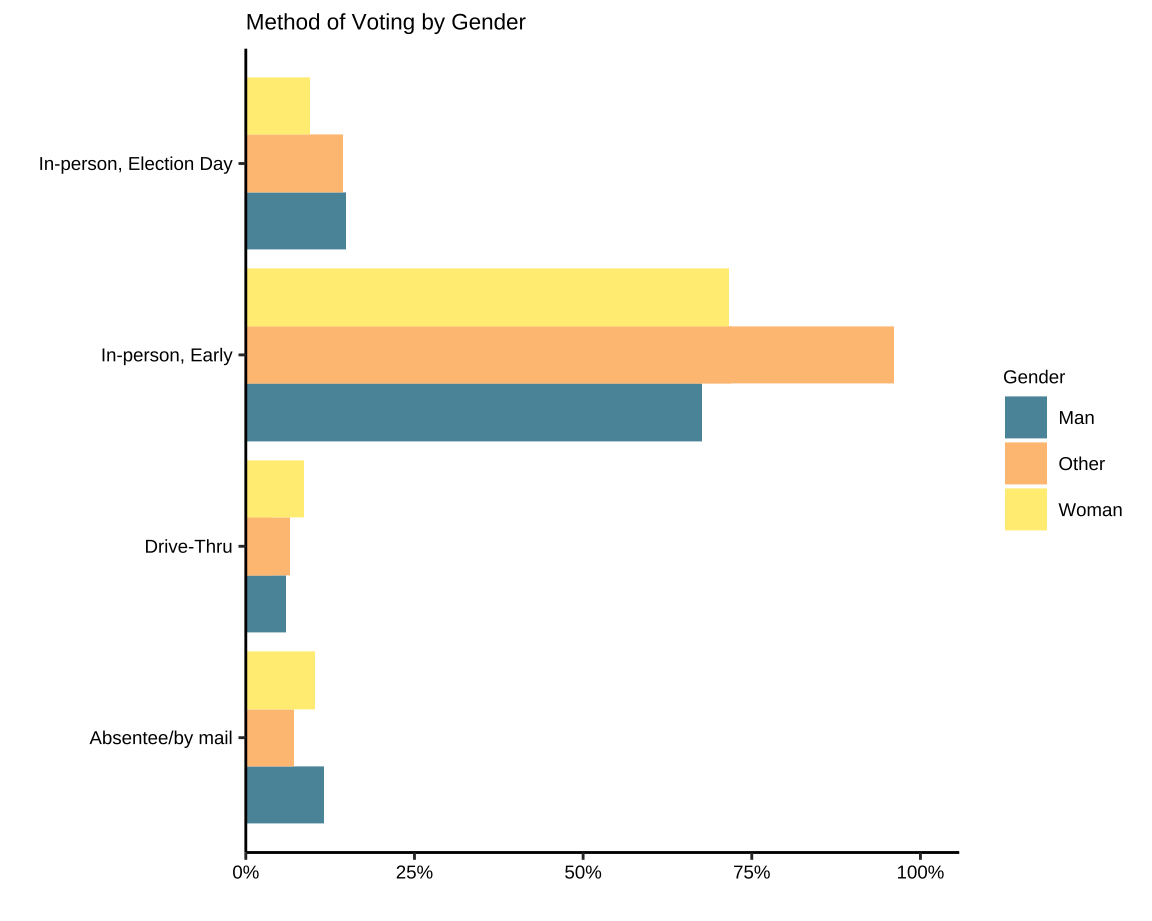 Method of Voting by Gender
In-person, Election Day
In-person, Early
Drive-Thru
Absentee/by mail
0% 25% 50% 75% 100%
Gender
Man
Other
Woman